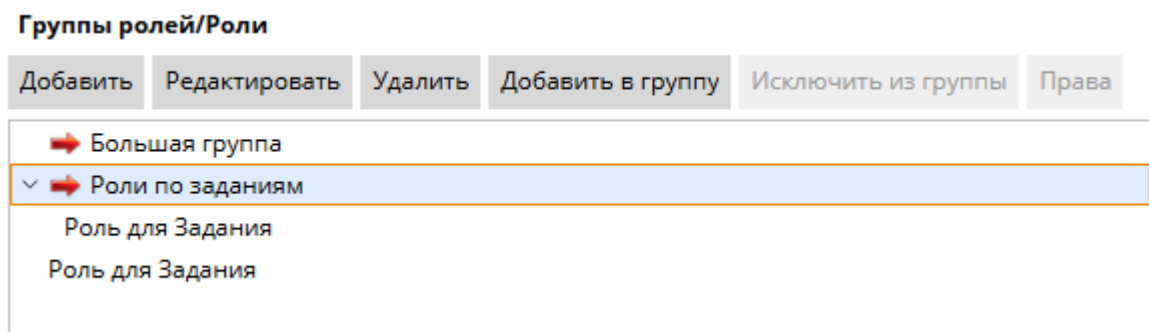 Группы ролей/Роли
Добавить Редактировать Удалить Добавить в группу Исключить из группы Права
Большая группа
Роли по заданиям
Роль для Задания
Роль для Задания